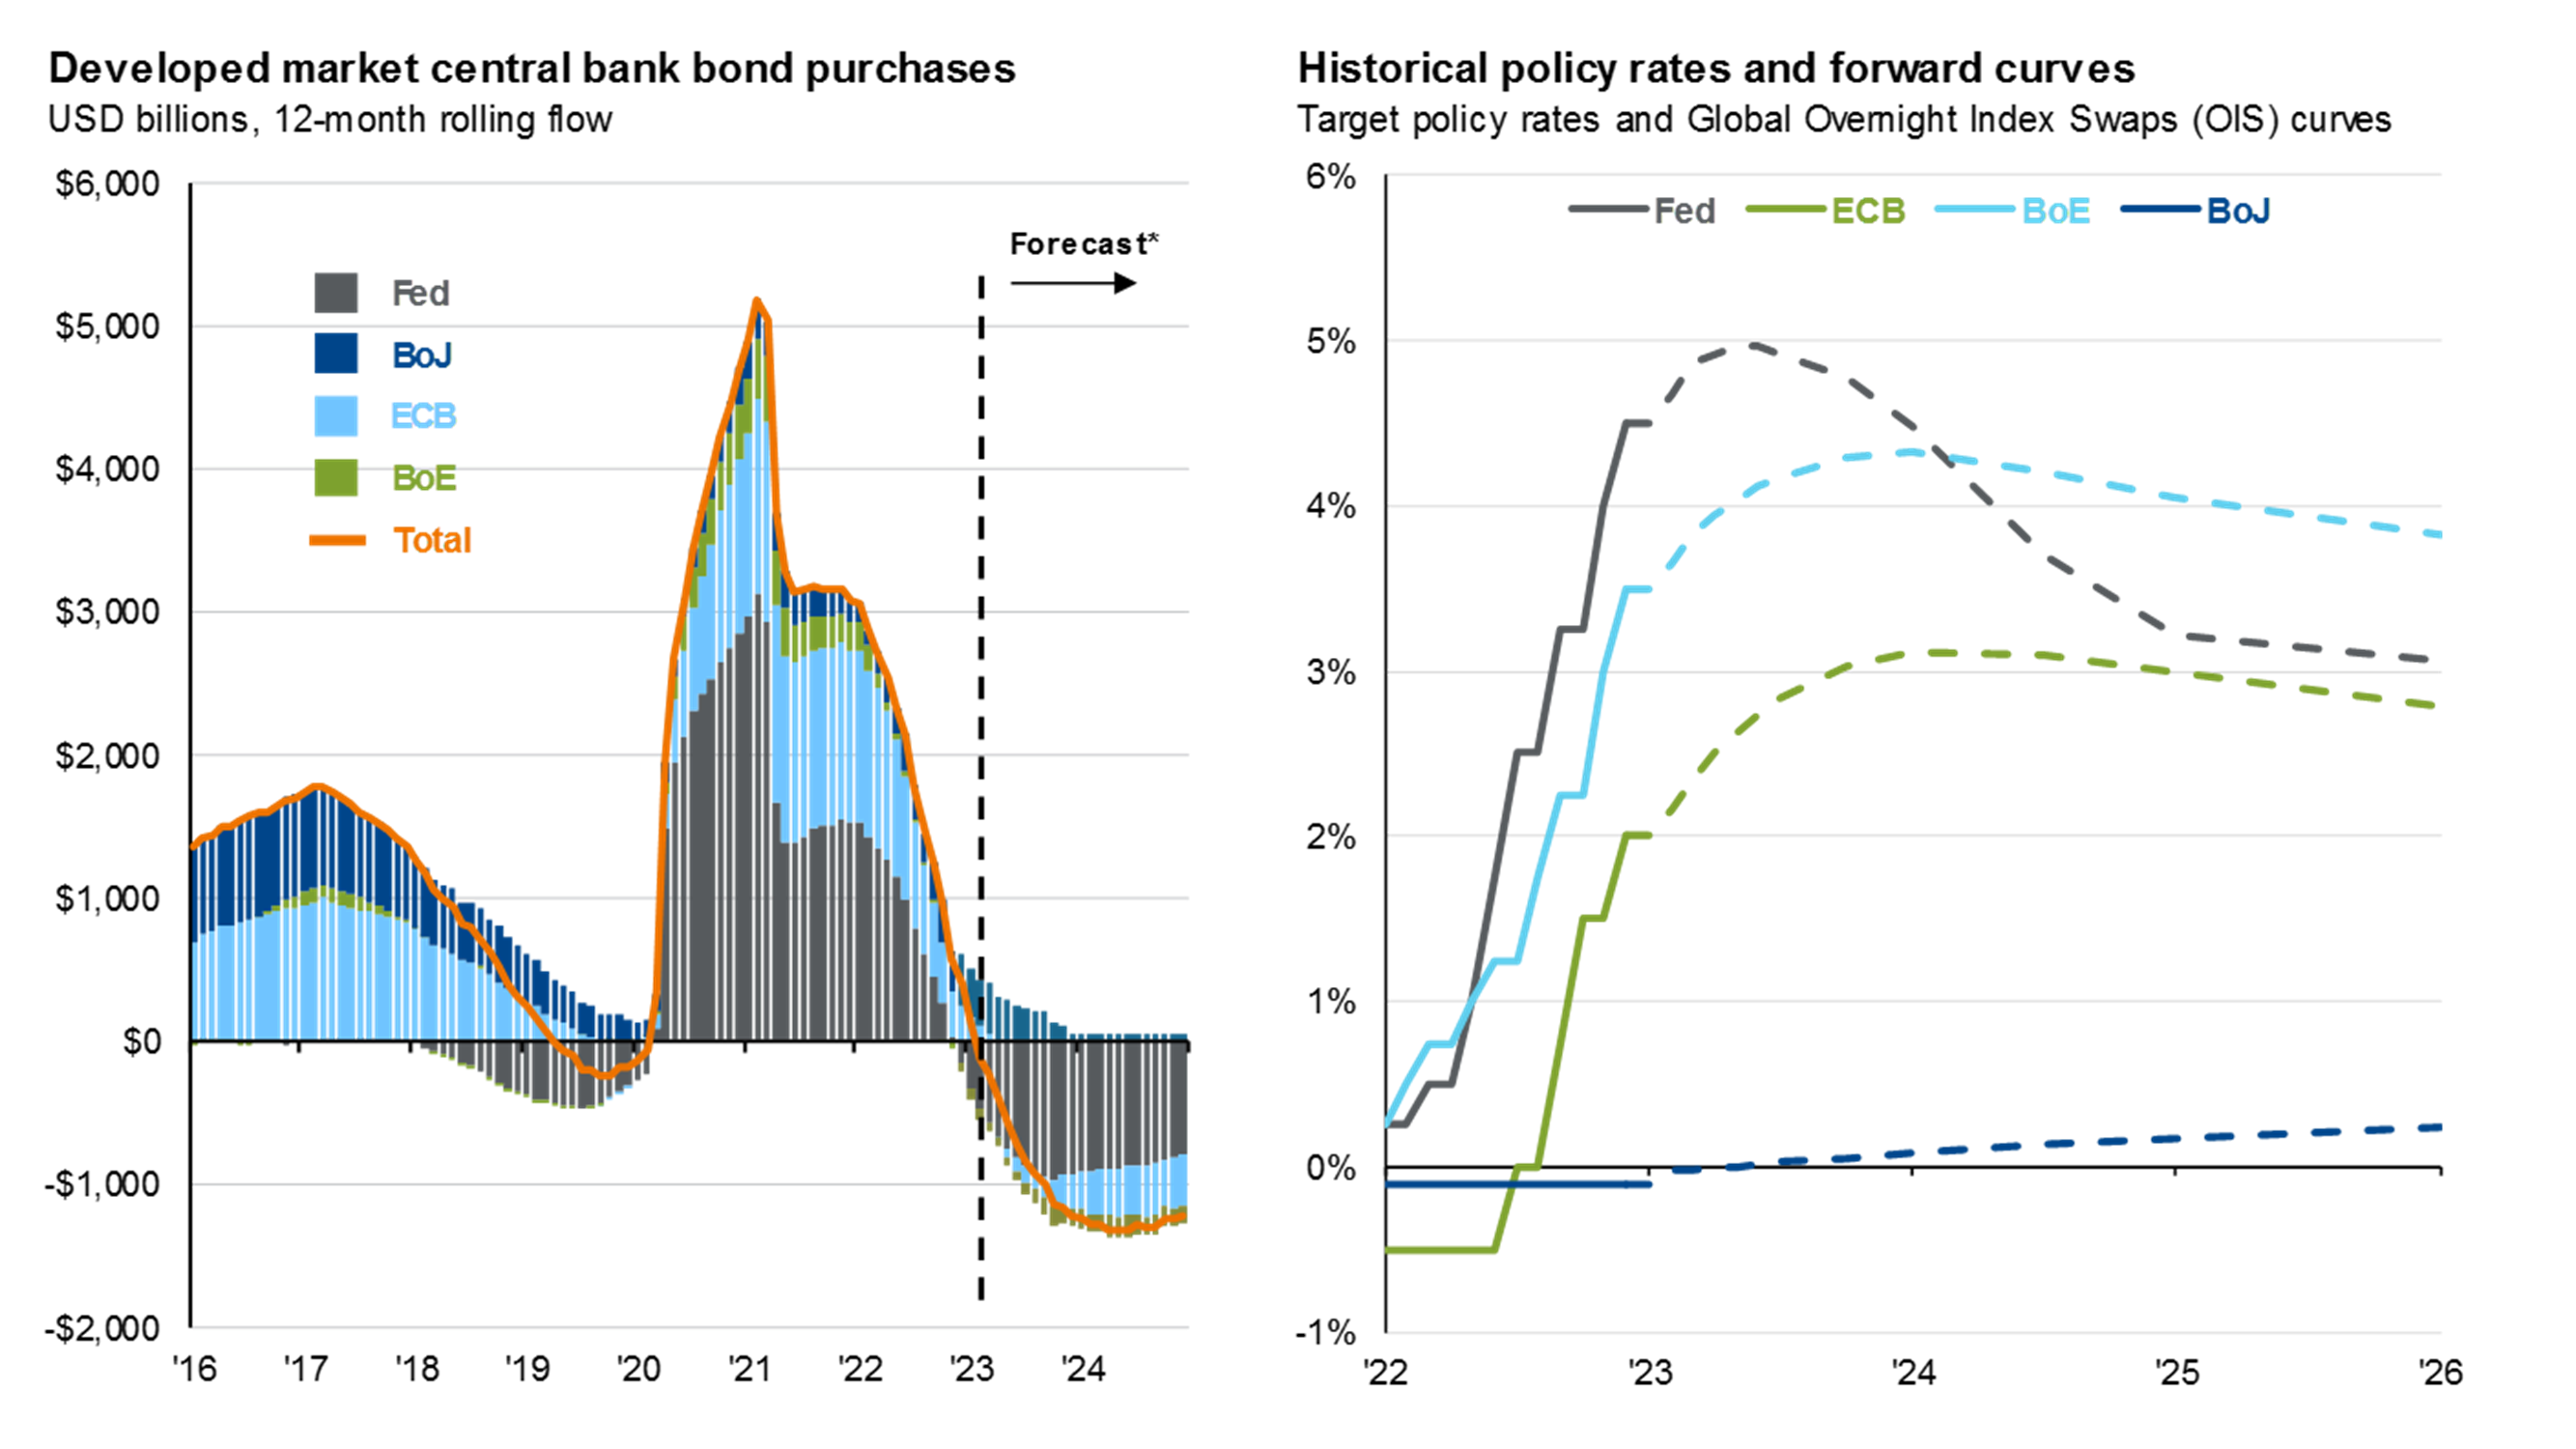 Developed market central bank bond purchases
USD billions, 12-month rolling flow
$6,000
$5,000
$4,000
$3,000
$2,000
$1,000
$0
-$1,000
-$2,000
Fed
BoJ
ECB
BoE
Total
Forecast*
'16 '17 '18 '19 '20 '21 '22 '23 '24
Historical policy rates and forward curves
Target policy rates and Global Overnight Index Swaps (OIS) curves
6%
5%
4%
3%
2%
1%
0%
-1%
Fed ECB BoE BoJ
'22 '23 '24 '25 '26